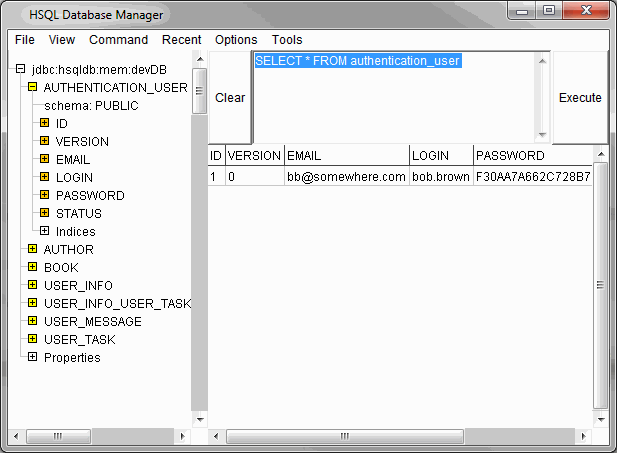 HSQL Database Manager
File View Command Recent Options Tools
jdbc:hsqldb:mem:devDB
AUTHENTICATION_USER
schema: PUBLIC
ID
VERSION
EMAIL
LOGIN
PASSWORD
STATUS
Indices
AUTHOR
BOOK
USER_INFO
USER_INFO_USER_TASK
USER_MESSAGE
USER_TASK
Properties
Clear
SELECT * FROM authentication_user
Execute
ID VERSION EMAIL LOGIN PASSWORD
1 0 bb@somewhere.com bob.brown F30AA7A662C728B7